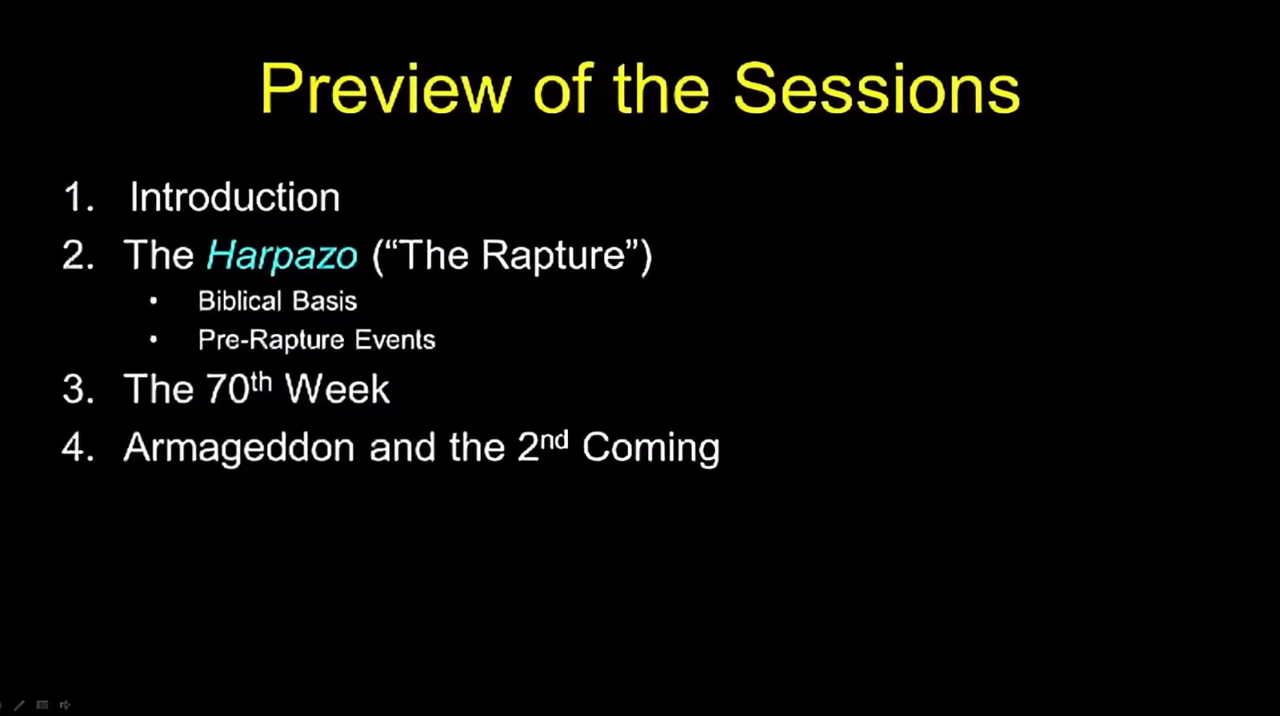 Preview of the Sessions
1. Introduction
2. The Harpazo (“The Rapture”)
• Biblical Basis
• Pre-Rapture Events
3. The 70th Week
4. Armageddon and the 2nd Coming